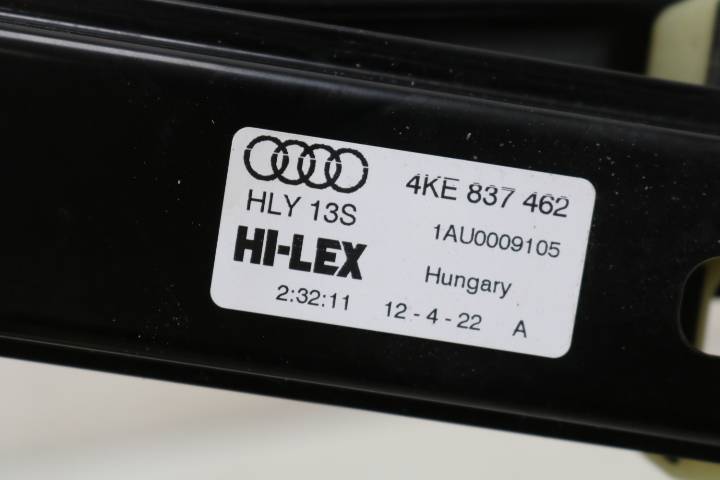 4KE 837 462
HLY 13S
1AU0009105
HI-LEX
Hungary
2:32:11 12-4-22 A